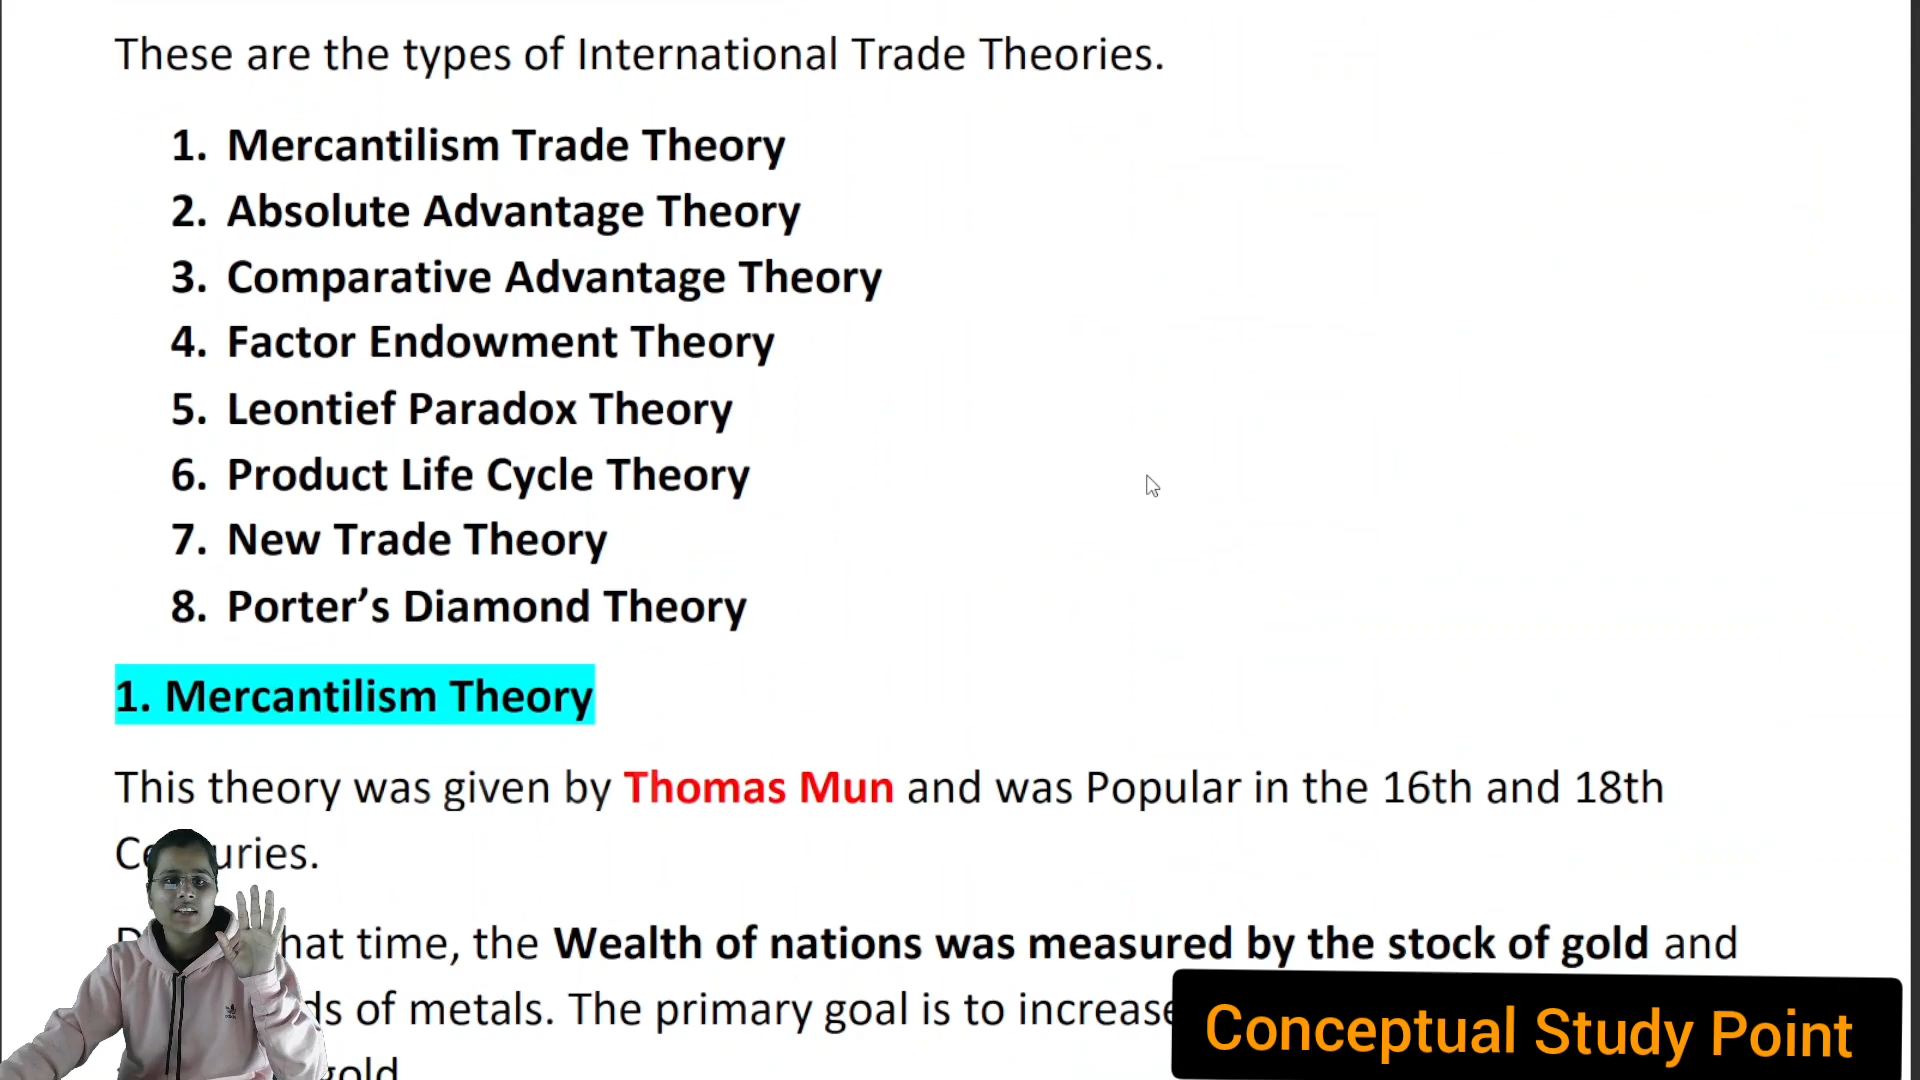 These are the types of International Trade Theories.
1. Mercantilism Trade Theory
2. Absolute Advantage Theory
3. Comparative Advantage Theory
4. Factor Endowment Theory
5. Leontief Paradox Theory
6. Product Life Cycle Theory
7. New Trade Theory
8. Porter’s Diamond Theory
1. Mercantilism Theory
This theory was given by Thomas Mun and was Popular in the 16th and 18th
hat time, the Wealth of nations was measured by the stock of gold and
of metals. The primary goal is to increase
gold
Conceptual Study Point